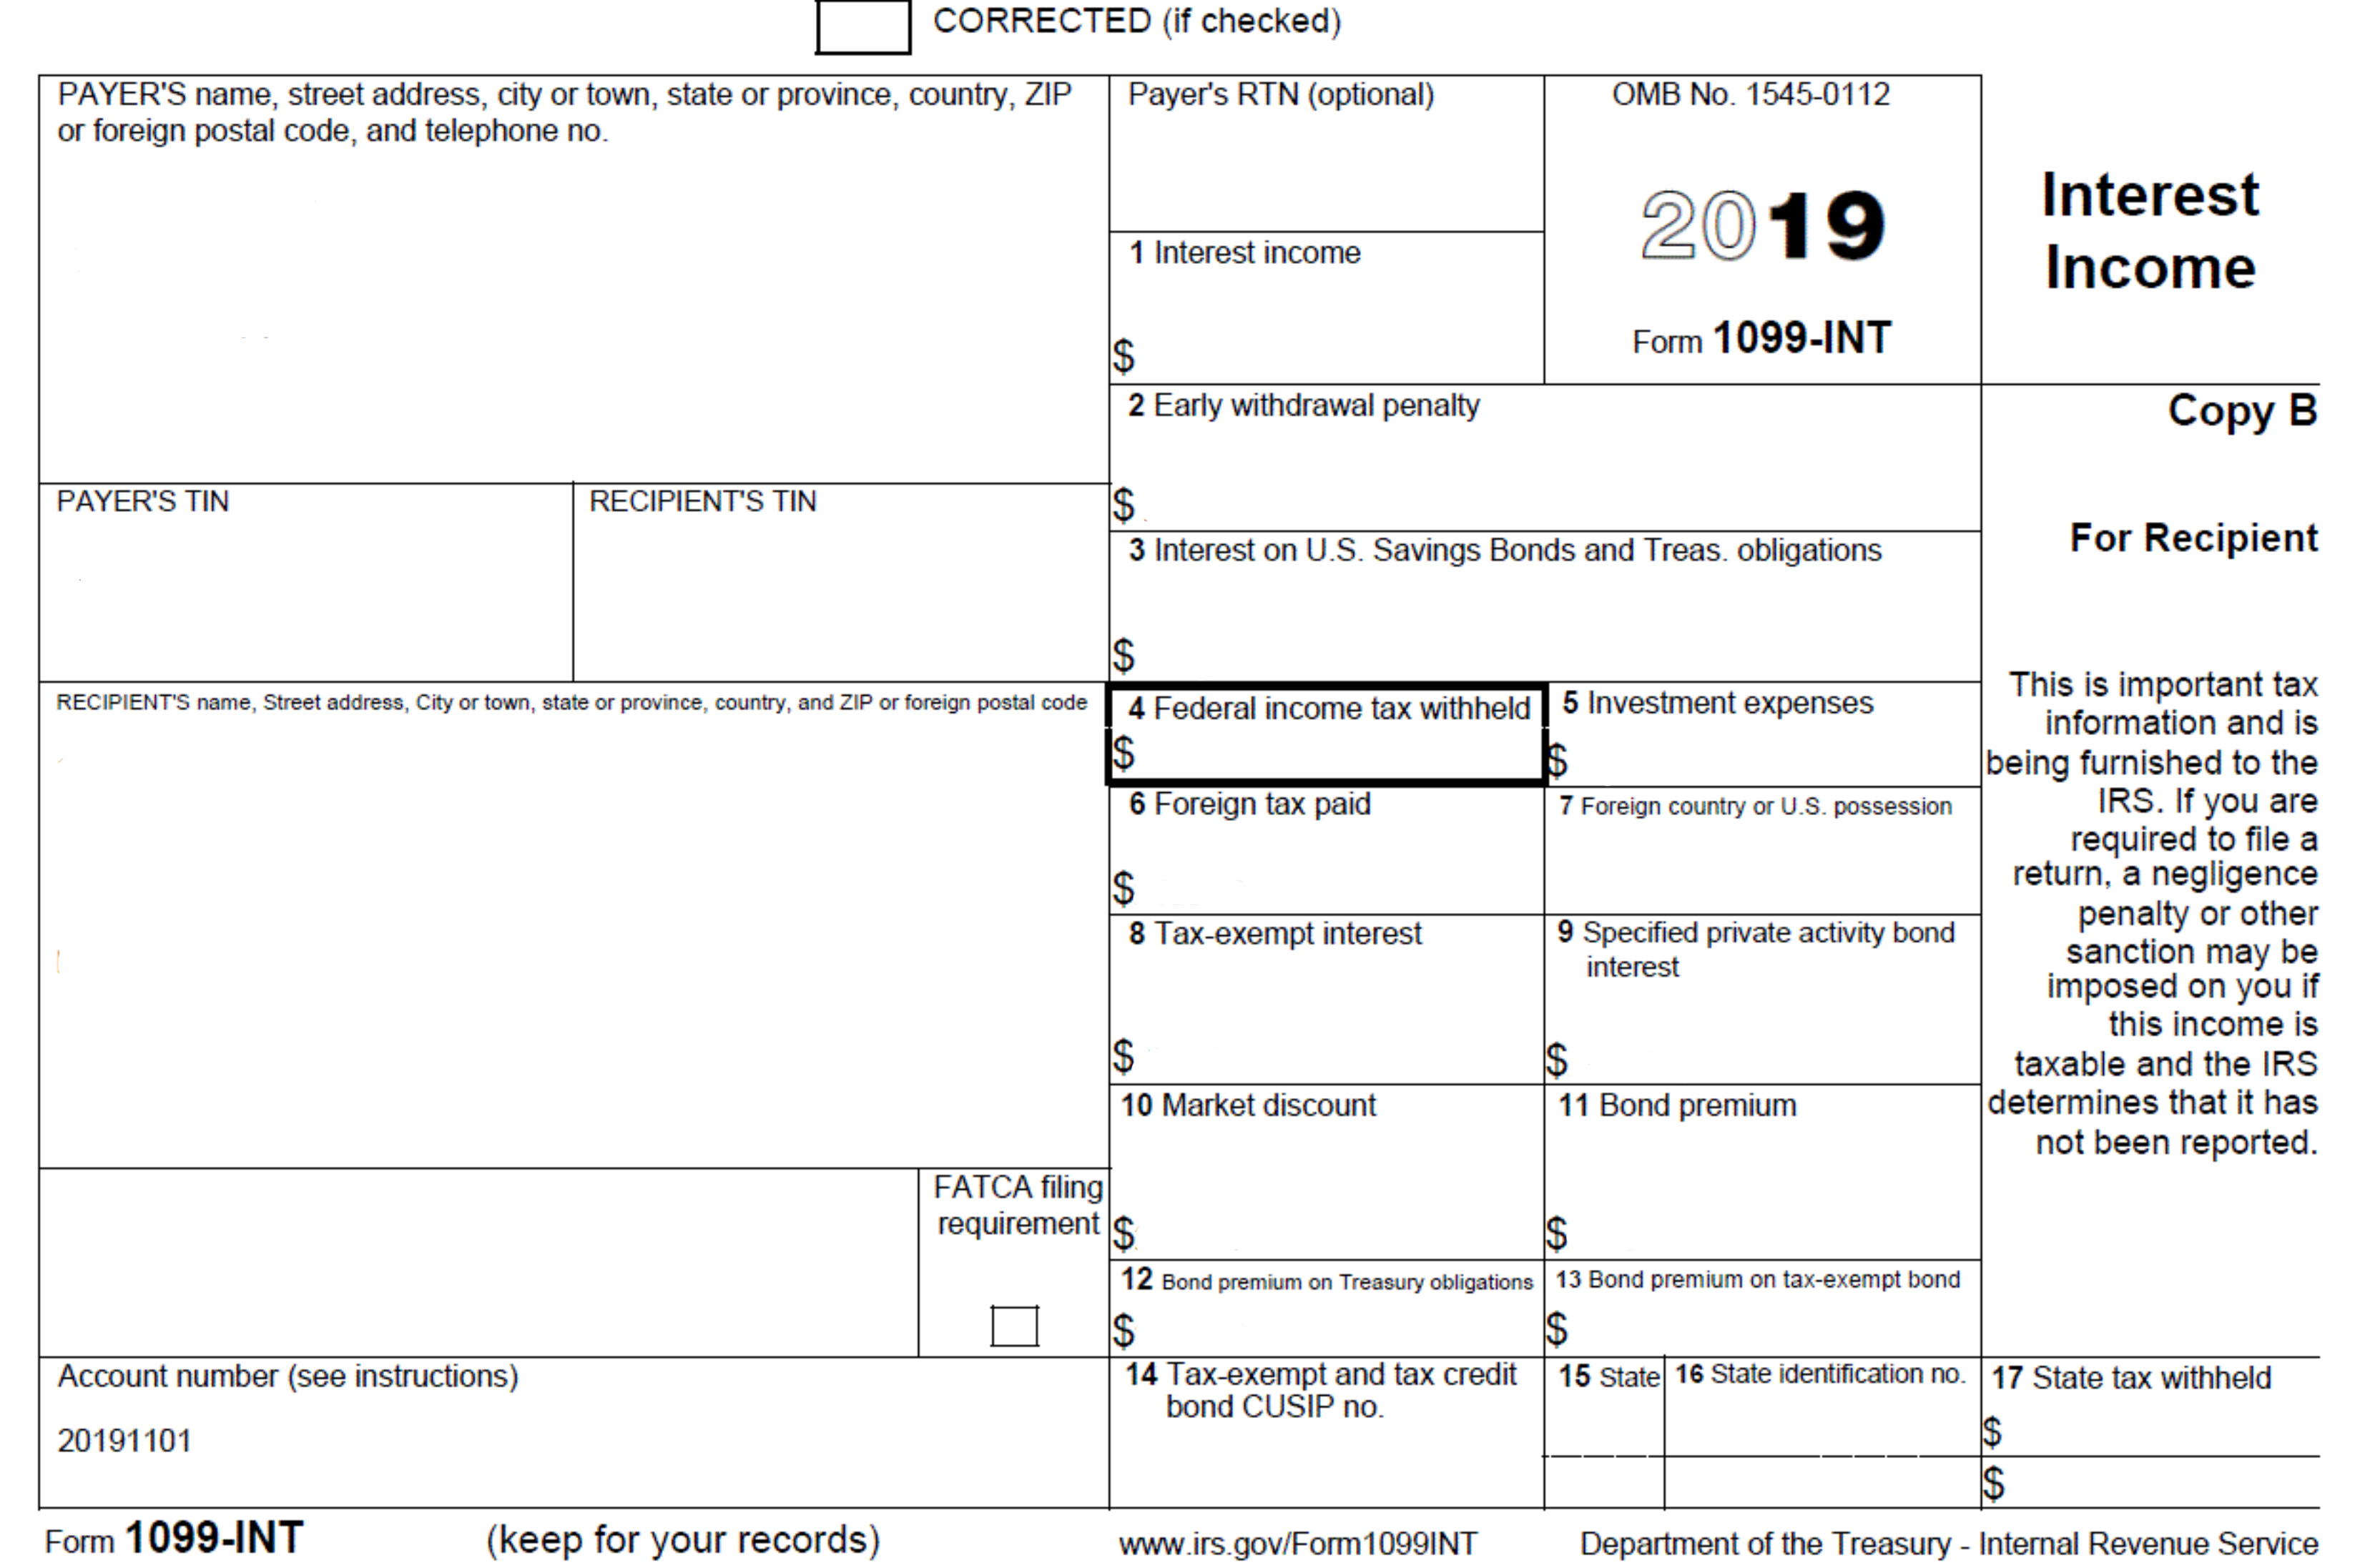 CORRECTED (if checked)
PAYER'S name, street address, city or town, state or province, country, ZIP
or foreign postal code, and telephone no.
Payer's RTN (optional)
OMB No. 1545-0112
2019
Form 1099-INT
Interest
Income
1 Interest income
$
2 Early withdrawal penalty
$
Copy B
For Recipient
PAYER'S TIN
RECIPIENT'S TIN
3 Interest on U.S. Savings Bonds and Treas. obligations
$
RECIPIENT'S name, Street address, City or town, state or province, country, and ZIP or foreign postal code
4 Federal income tax withheld
$
5 Investment expenses
$
6 Foreign tax paid
$
7 Foreign country or U.S. possession
8 Tax-exempt interest
$
9 Specified private activity bond
interest
$
10 Market discount
$
11 Bond premium
$
This is important tax
information and is
being furnished to the
IRS. If you are
required to file a
return, a negligence
penalty or other
sanction may be
imposed on you if
this income is
taxable and the IRS
determines that it has
not been reported.
FATCA filing
requirement
12 Bond premium on Treasury obligations
$
13 Bond premium on tax-exempt bond
$
Account number (see instructions)
20191101
14 Tax-exempt and tax credit
bond CUSIP no.
15 State
16 State identification no.
17 State tax withheld
$
$
Form 1099-INT
(keep for your records)
www.irs.gov/Form1099INT
Department of the Treasury - Internal Revenue Service